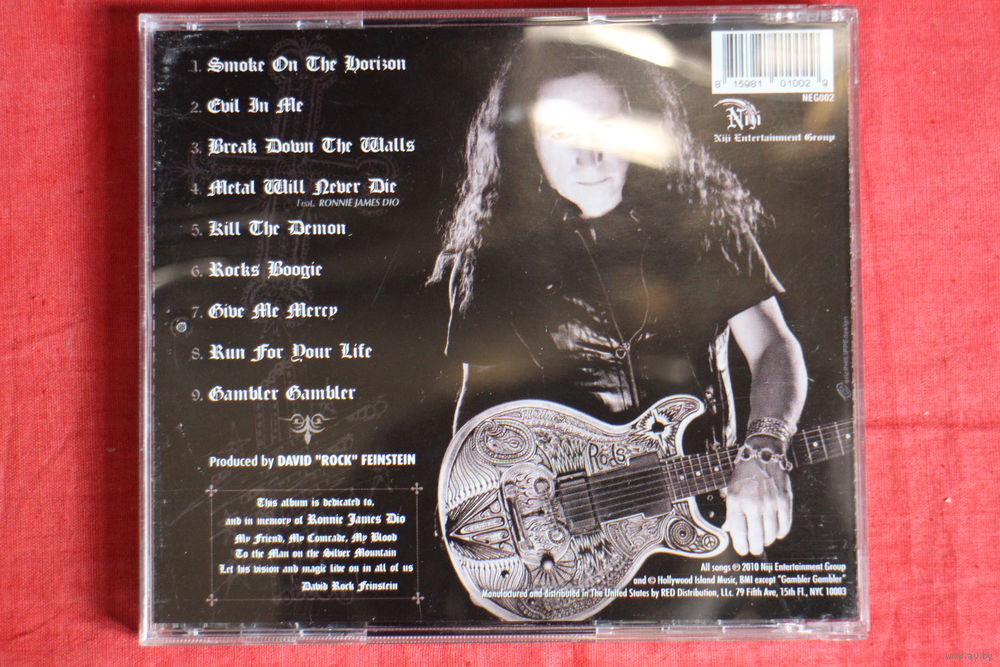 1. Smoke On The Horizon
2. Evil In Me
3. Break Down The Walls
4. Metal Will Never Die
Feat. RONNIE JAMES DIO
5. Kill The Demon
6. Rocks Boogie
7. Give Me Mercy
8. Run For Your Life
9. Gambler Gambler
Produced by DAVID "ROCK" FEINSTEIN
This album is dedicated to,
and in memory of Ronnie James Dio
My Friend, My Comrade, My Blood
To the Man on the Silver Mountain
Let his vision and magic live on in all of us
David Rock Feinstein
8 15981 01002 9
NEG002
Niji
Niji Entertainment Group
Rods
All songs ℗ 2010 Niji Entertainment Group
and © Hollywood Island Music, BMI except "Gambler Gambler"
Manufactured and distributed in The United States by RED Distribution, LLc. 79 Fifth Ave, 15th Fl., NYC 10003